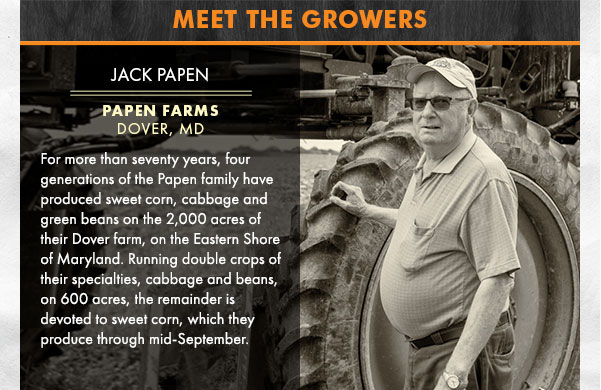 MEET THE GROWERS
JACK PAPEN
PAPEN FARMS
DOVER, MD
For more than seventy years, four
generations of the Papen family have
produced sweet corn, cabbage and
green beans on the 2,000 acres of
their Dover farm, on the Eastern Shore
of Maryland. Running double crops of
their specialties, cabbage and beans,
on 600 acres, the remainder is
devoted to sweet corn, which they
produce through mid-September.